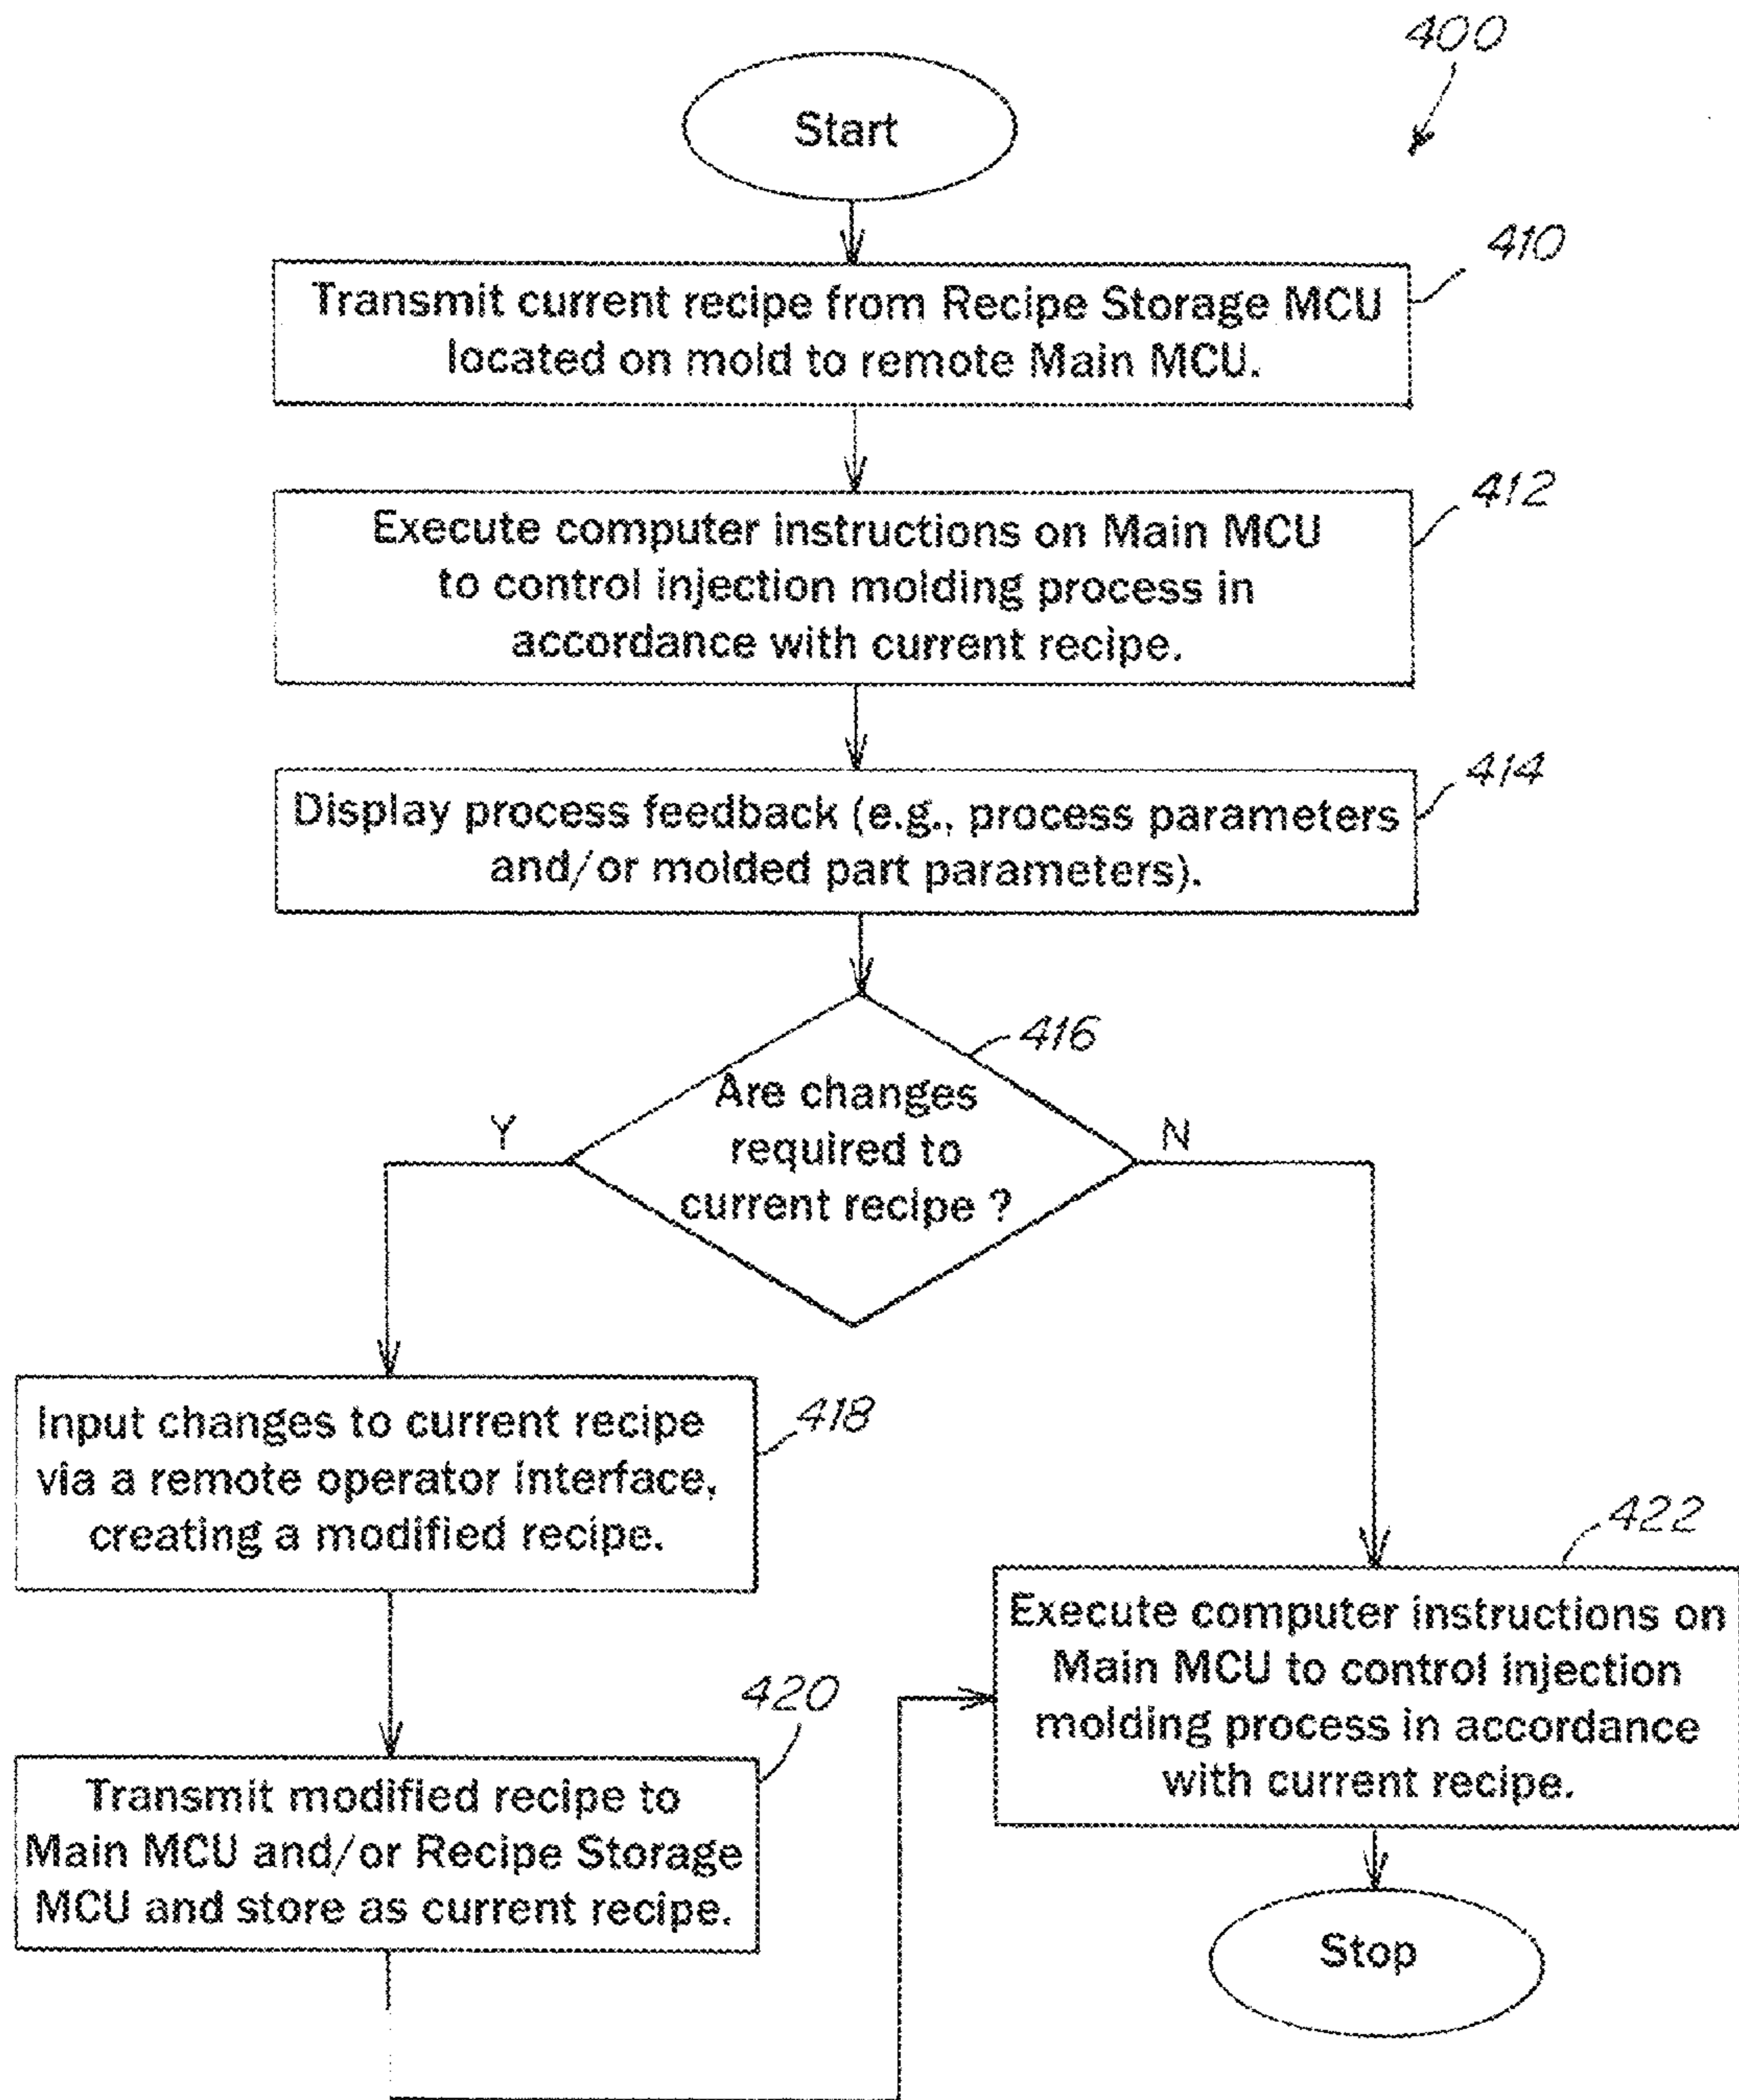 400
Start
410
Transmit current recipe from Recipe Storage MCU
located on mold to remote Main MCU.
412
Execute computer instructions on Main MCU
to control injection molding process in
accordance with current recipe.
414
Display process feedback (e.g., process parameters
and/or molded part parameters).
416
Are changes
required to
current recipe ?
Y
N
418
Input changes to current recipe
via a remote operator interface,
creating a modified recipe.
422
Execute computer instructions on
Main MCU to control injection
molding process in accordance
with current recipe.
420
Transmit modified recipe to
Main MCU and/or Recipe Storage
MCU and store as current recipe.
Stop